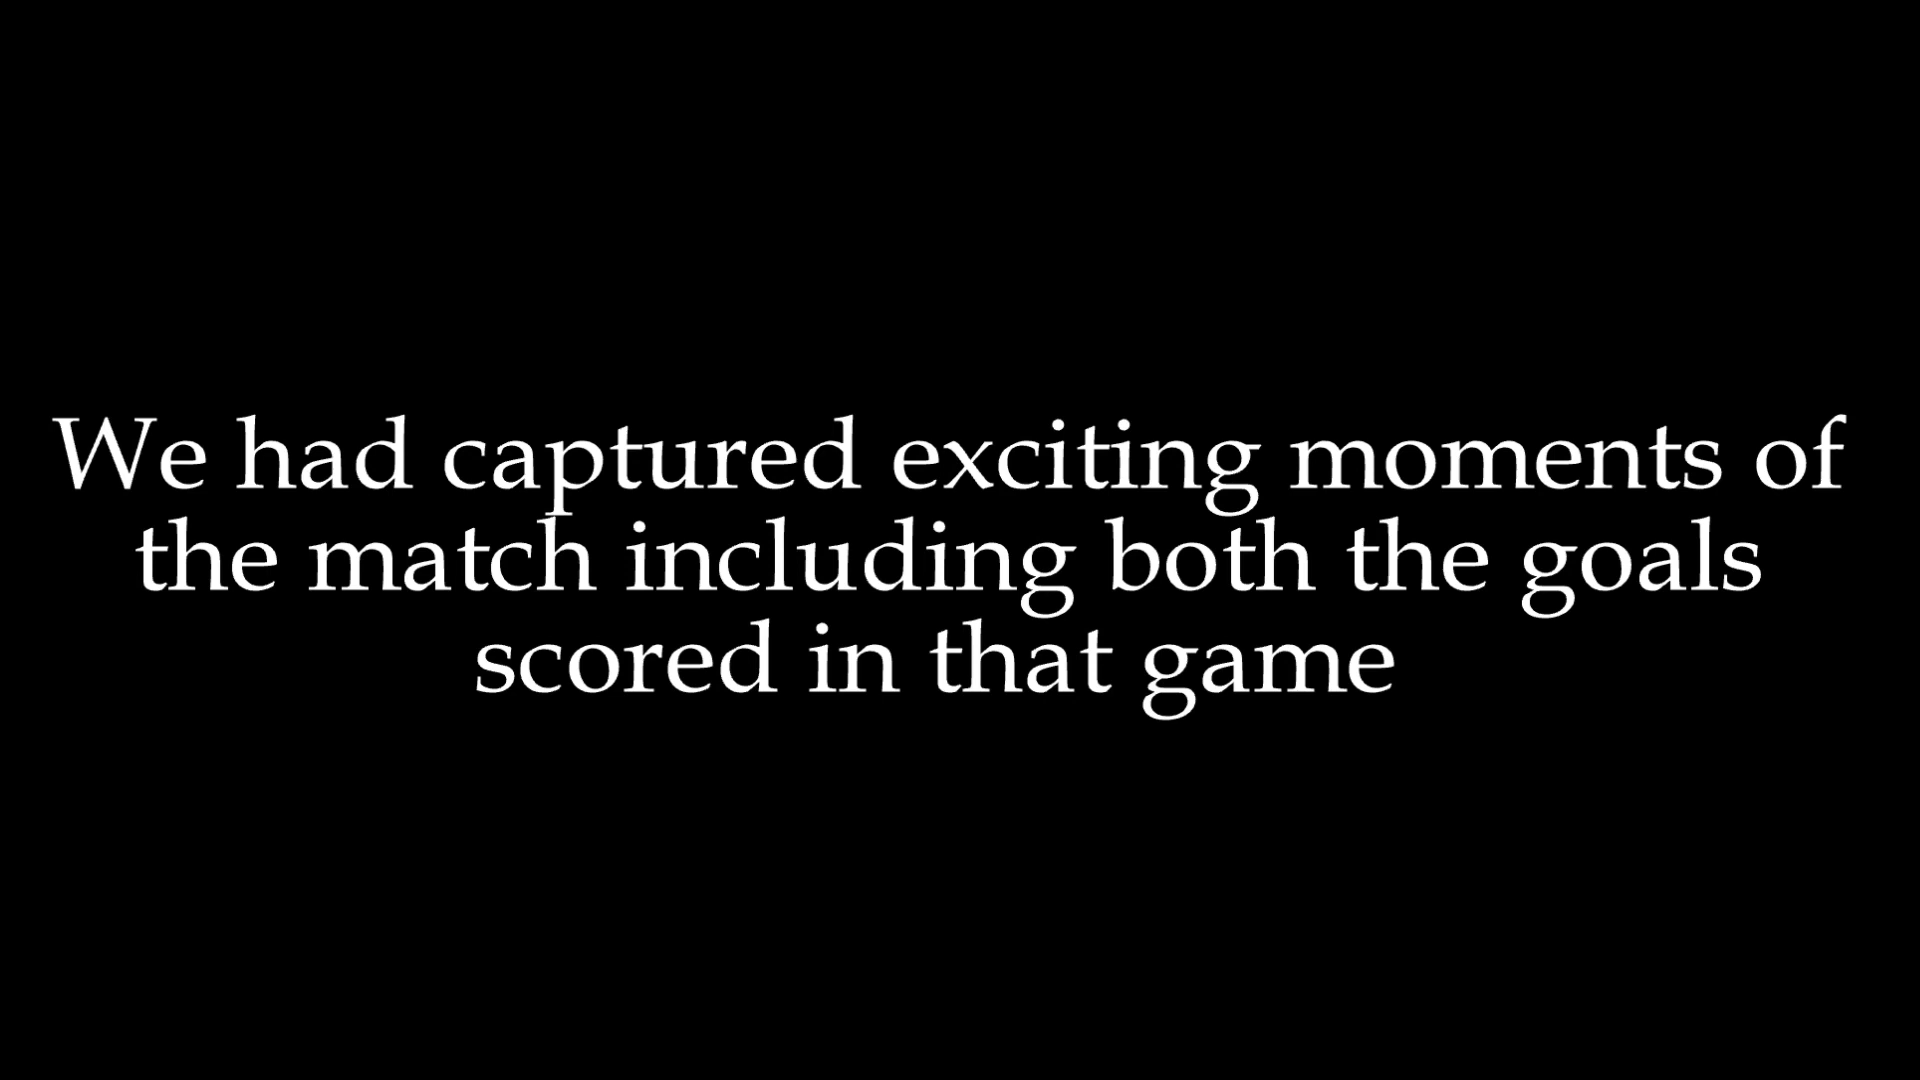 We had captured exciting moments of
the match including both the goals
scored in that game